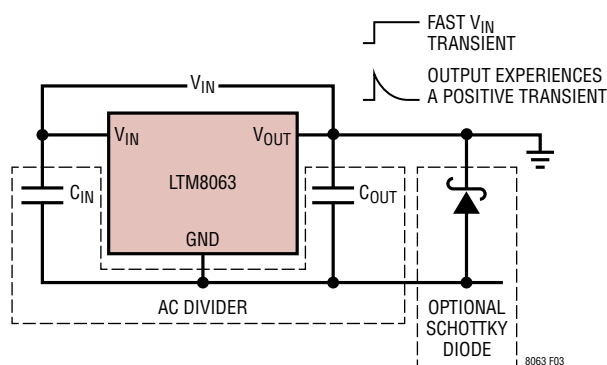 FAST VIN
TRANSIENT
OUTPUT EXPERIENCES
A POSITIVE TRANSIENT
VIN
VIN
VOUT
LTM8063
CIN
COUT
GND
AC DIVIDER
OPTIONAL
SCHOTTKY
DIODE
8063 F03